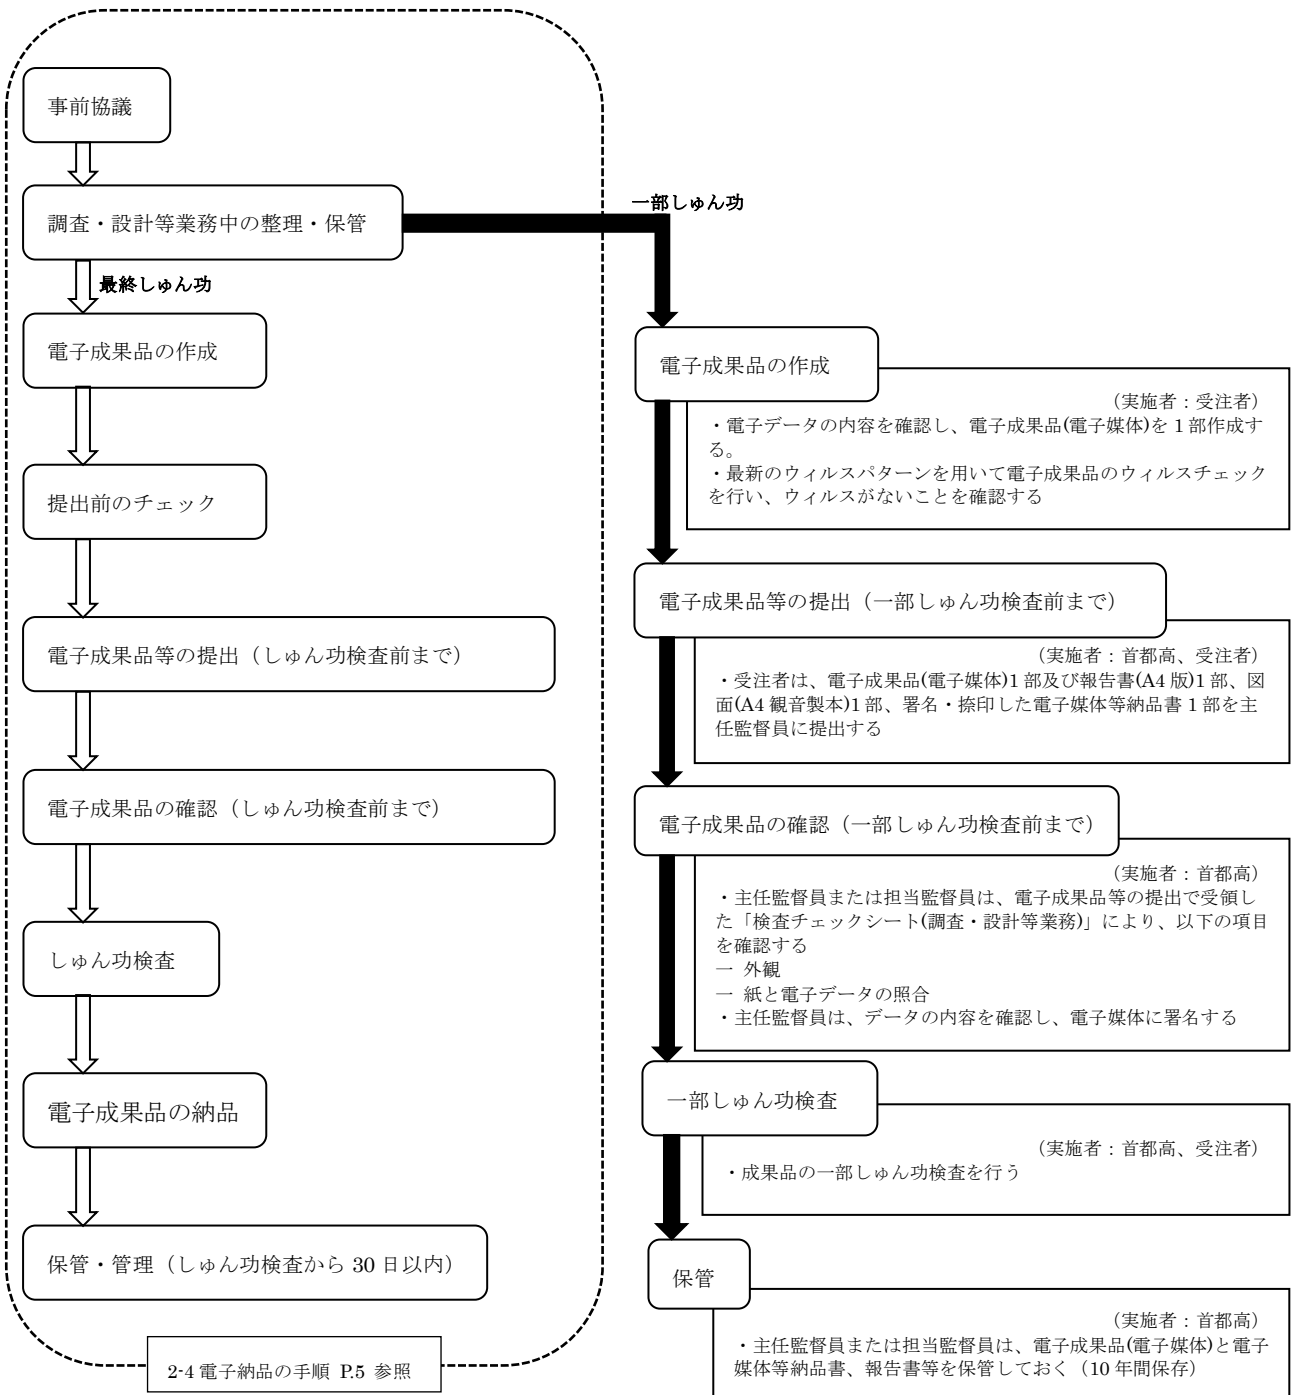 事前協議
調査・設計等業務中の整理・保管
最終しゅん功
電子成果品の作成
提出前のチェック
電子成果品等の提出（しゅん功検査前まで）
電子成果品の確認（しゅん功検査前まで）
しゅん功検査
電子成果品の納品
保管・管理（しゅん功検査から 30 日以内）
2-4 電子納品の手順 P.5 参照
一部しゅん功
電子成果品の作成
（実施者：受注者）
・電子データの内容を確認し、電子成果品(電子媒体)を 1 部作成す
る。
・最新のウィルスパターンを用いて電子成果品のウィルスチェック
を行い、ウィルスがないことを確認する
電子成果品等の提出（一部しゅん功検査前まで）
（実施者：首都高、受注者）
・受注者は、電子成果品(電子媒体)1 部及び報告書(A4 版)1 部、図
面(A4 観音製本)1 部、署名・捺印した電子媒体等納品書 1 部を主
任監督員に提出する
電子成果品の確認（一部しゅん功検査前まで）
（実施者：首都高）
・主任監督員または担当監督員は、電子成果品等の提出で受領し
た「検査チェックシート(調査・設計等業務)」により、以下の項目
を確認する
― 外観
― 紙と電子データの照合
・主任監督員は、データの内容を確認し、電子媒体に署名する
一部しゅん功検査
（実施者：首都高、受注者）
・成果品の一部しゅん功検査を行う
保管
（実施者：首都高）
・主任監督員または担当監督員は、電子成果品(電子媒体)と電子
媒体等納品書、報告書等を保管しておく（10 年間保存）